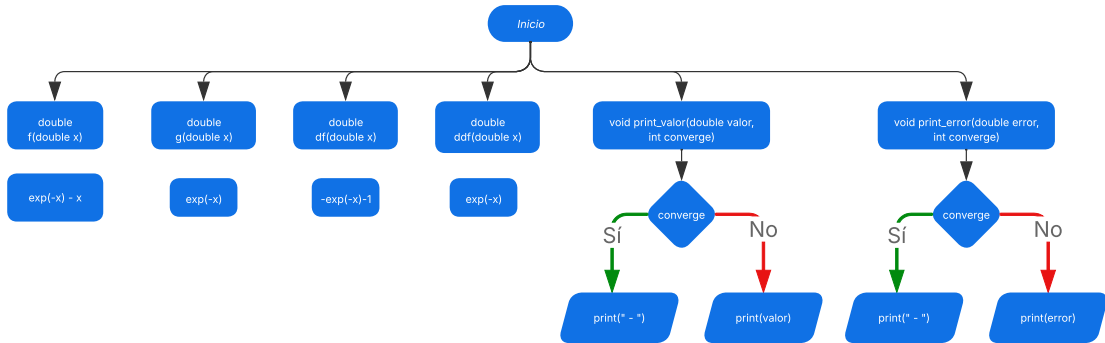 Inicio
double
f(double x)
double
g(double x)
double
df(double x)
double
ddf(double x)
void print_valor(double valor,
int converge)
void print_error(double error,
int converge)
exp(-x) - x
exp(-x)
-exp(-x)-1
exp(-x)
converge
converge
Sí
No
Sí
No
print(" - ")
print(valor)
print(" - ")
print(error)